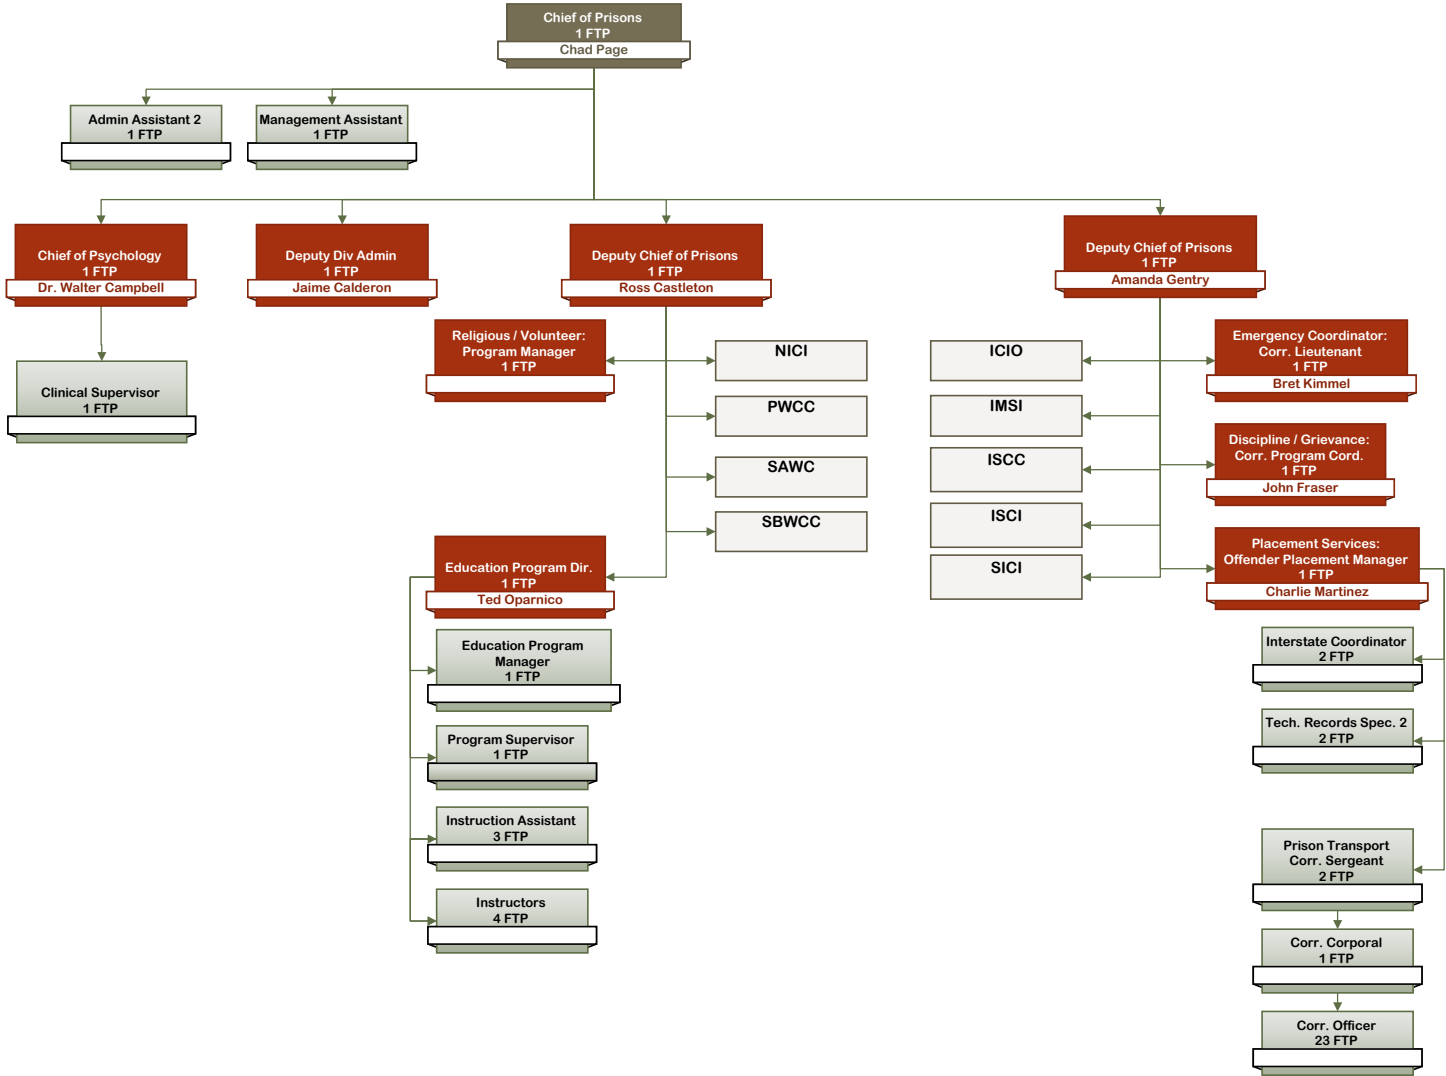 Chief of Prisons
1 FTP
Chad Page
Admin Assistant 2
1 FTP
Management Assistant
1 FTP
Chief of Psychology
1 FTP
Dr. Walter Campbell
Deputy Div Admin
1 FTP
Jaime Calderon
Deputy Chief of Prisons
1 FTP
Ross Castleton
Deputy Chief of Prisons
1 FTP
Amanda Gentry
Clinical Supervisor
1 FTP
Religious / Volunteer:
Program Manager
1 FTP
NICI
PWCC
SAWC
SBWCC
Education Program Dir.
1 FTP
Ted Oparnico
Education Program
Manager
1 FTP
Program Supervisor
1 FTP
Instruction Assistant
3 FTP
Instructors
4 FTP
ICIO
IMSI
ISCC
ISCI
SICI
Emergency Coordinator:
Corr. Lieutenant
1 FTP
Bret Kimmel
Discipline / Grievance:
Corr. Program Cord.
1 FTP
John Fraser
Placement Services:
Offender Placement Manager
1 FTP
Charlie Martinez
Interstate Coordinator
2 FTP
Tech. Records Spec. 2
2 FTP
Prison Transport
Corr. Sergeant
2 FTP
Corr. Corporal
1 FTP
Corr. Officer
23 FTP